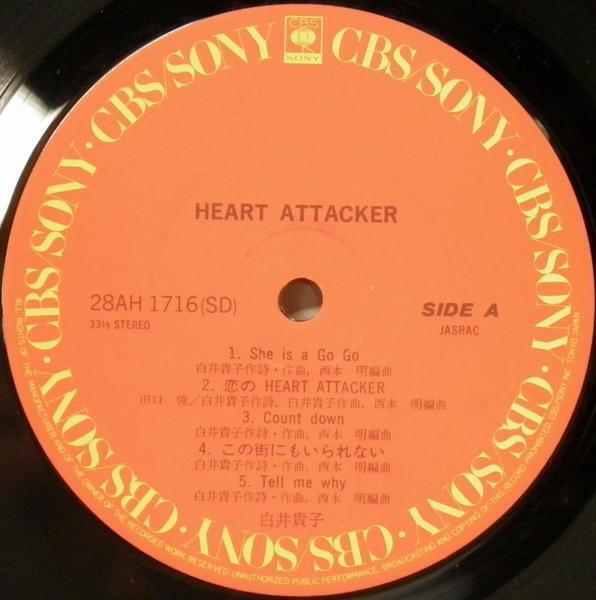 CBS
SONY
CBS/SONY · CBS/SONY · CBS/SONY · CBS/SONY · CBS/SONY · CBS/SONY · CBS/SONY · CBS/SONY
HEART ATTACKER
28AH 1716(SD)
33⅓ STEREO
SIDE A
JASRAC
1. She is a Go Go
白井貴子作詩・作曲, 西本 明編曲
2. 恋の HEART ATTACKER
田口 俊／白井貴子作詩, 白井貴子作曲, 西本 明編曲
3. Count down
白井貴子作詩・作曲, 西本 明編曲
4. この街にもいられない
白井貴子作詩・作曲, 西本 明編曲
5. Tell me why
白井貴子作詩・作曲, 西本 明編曲
白井貴子
ALL RIGHTS OF THE MANUFACTURER AND OF THE OWNER OF THE RECORDED WORK RESERVED. UNAUTHORIZED PUBLIC PERFORMANCE, BROADCASTING AND COPYING OF THIS RECORD PROHIBITED. CBS/SONY INC. TOKYO JAPAN.